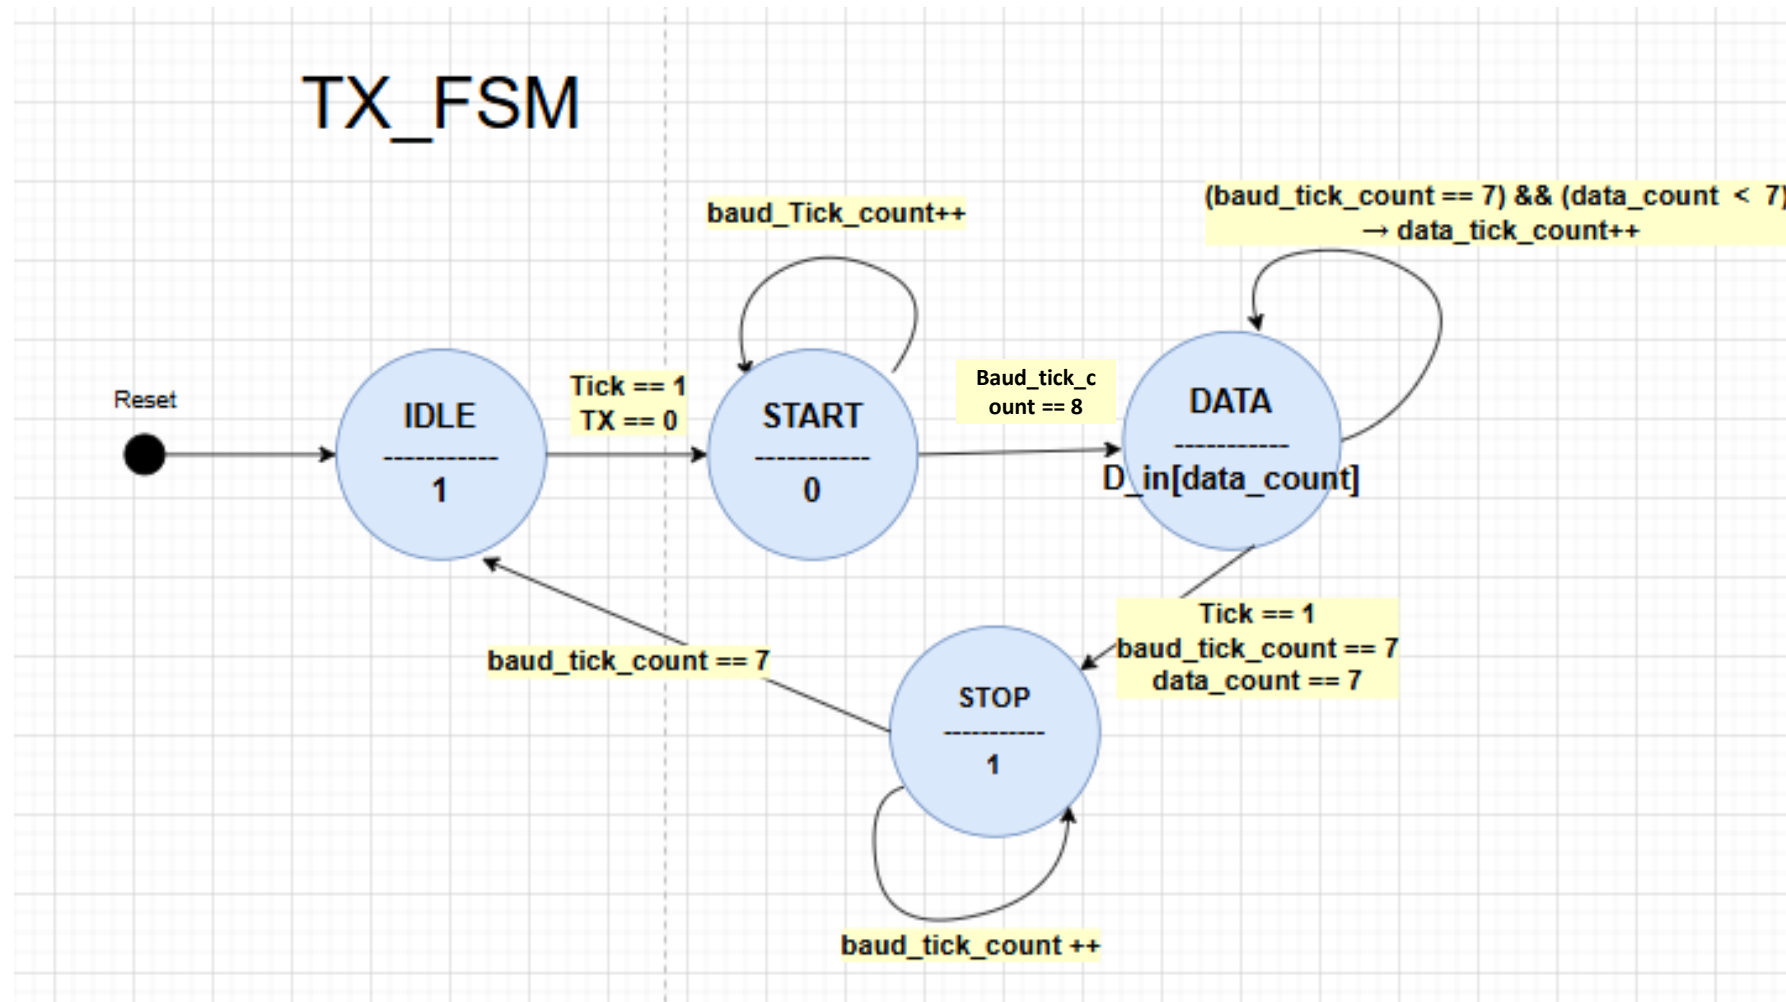 TX_FSM
baud_Tick_count++
(baud_tick_count == 7) && (data_count < 7)
→ data_tick_count++
Reset
IDLE
-----------
1
Tick == 1
TX == 0
START
-----------
0
Baud_tick_c
ount == 8
DATA
-----------
D_in[data_count]
Tick == 1
baud_tick_count == 7
data_count == 7
baud_tick_count == 7
STOP
-----------
1
baud_tick_count ++